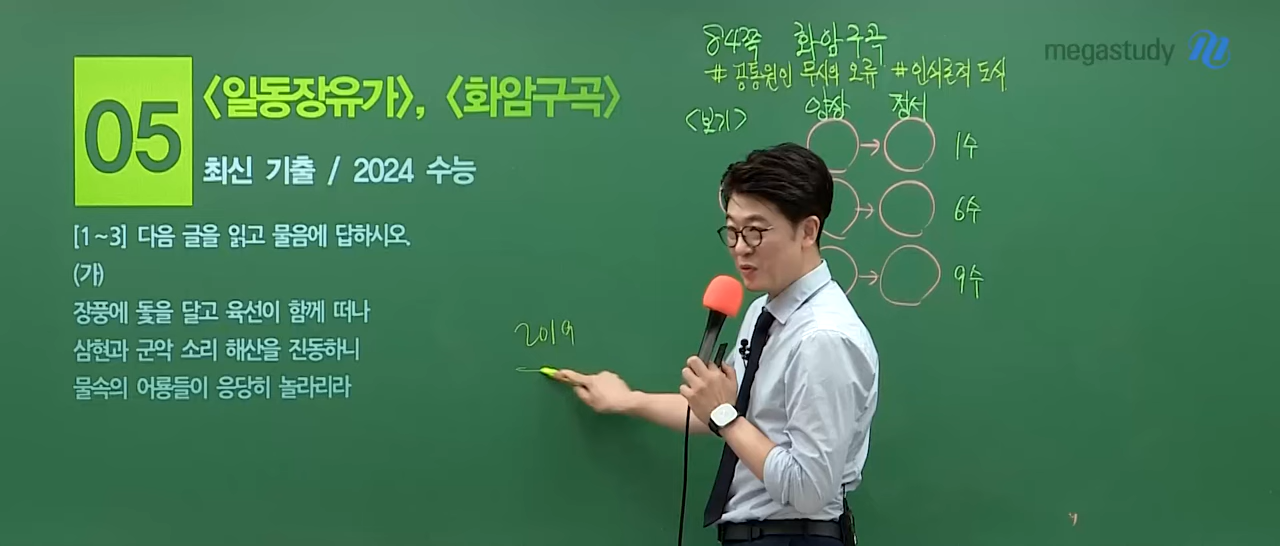 05
<일동장유가>, <화암구곡>
최신 기출 / 2024 수능
[1~3] 다음 글을 읽고 물음에 답하시오.
(가)
장풍에 돛을 달고 육선이 함께 떠나
삼현과 군악 소리 해산을 진동하니
물속의 어룡들이 응당히 놀라리라
84쪽 화암구곡
megastudy
#공통원인 무시의 오류 #인식론적 도식
<보기>
양상 정서
1수
6수
9수
2019